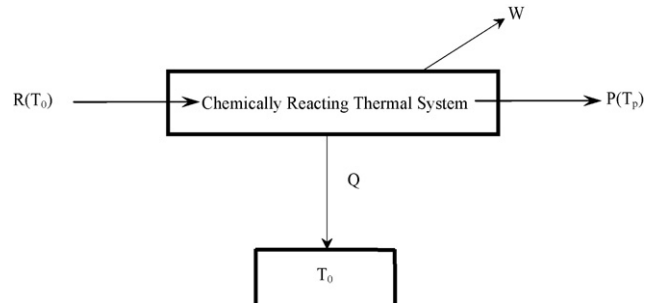 W
R(T₀)
Chemically Reacting Thermal System
P(Tₚ)
Q
T₀